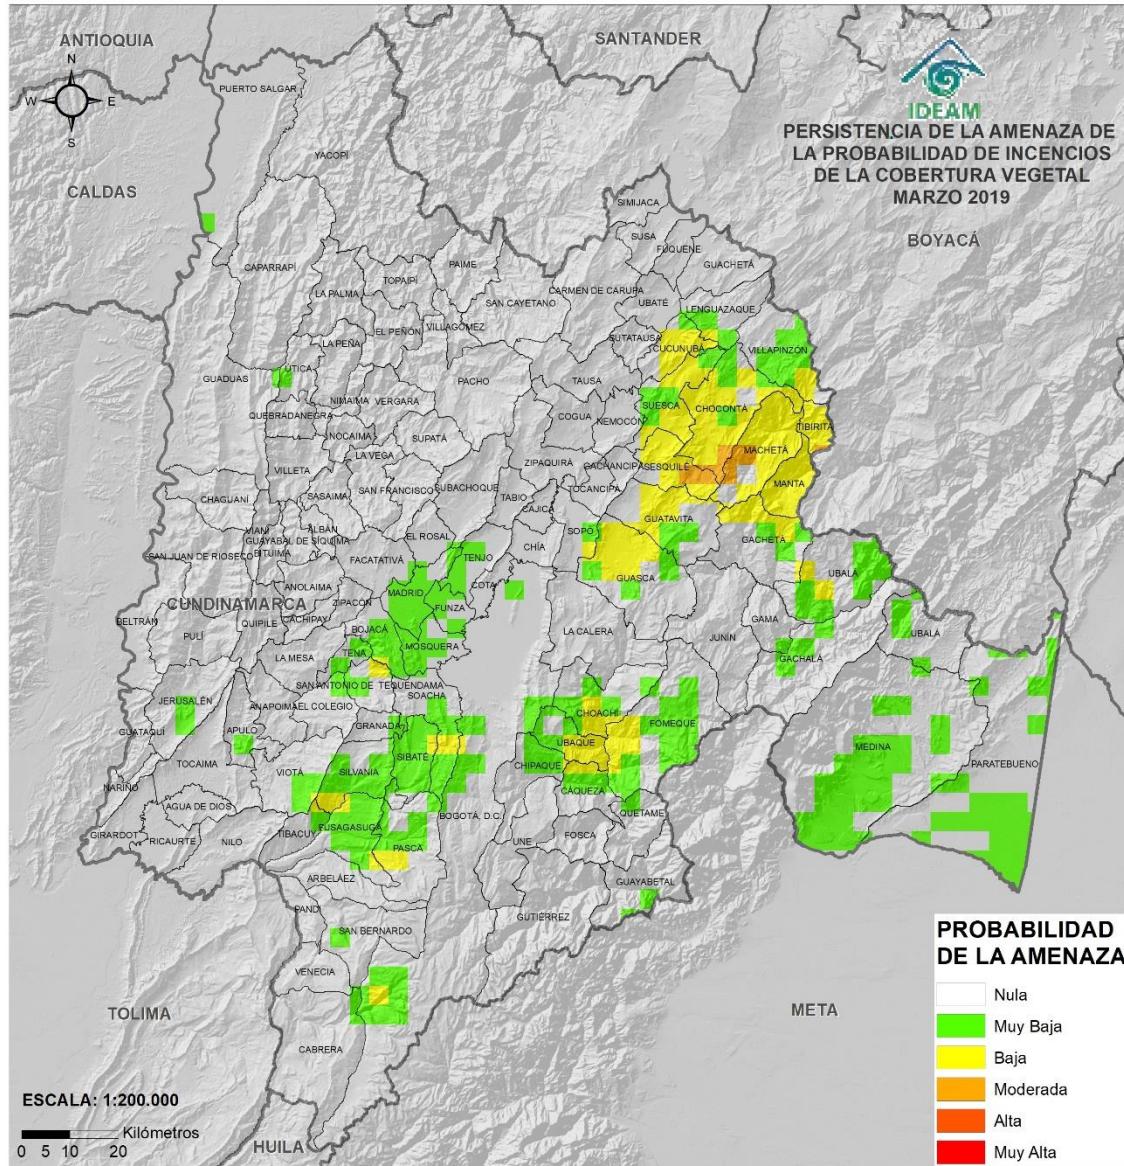 ANTIOQUIA
SANTANDER
N
W E
S
IDEAM
PERSISTENCIA DE LA AMENAZA DE
LA PROBABILIDAD DE INCENCIOS
DE LA COBERTURA VEGETAL
MARZO 2019
PUERTO SALGAR
YACOPÍ
CALDAS
BOYACÁ
SIMIJACA
SUSA
FÚQUENE
GUACHETÁ
CAPARRAPÍ
PAIME
TOPAIPÍ
LA PALMA
SAN CAYETANO
CARMEN DE CARUPA
UBATÉ
LENGUAZAQUE
EL PEÑÓN
VILLAGÓMEZ
LA PEÑA
SUTATAUSA
CUCUNUBÁ
VILLAPINZÓN
ÚTICA
GUADUAS
PACHO
TAUSA
NIMAIMA
VERGARA
SUESCA
CHOCONTÁ
QUEBRADANEGRA
COGUA
NEMOCÓN
TIBIRITA
NOCAIMA
SUPATÁ
MACHETÁ
LA VEGA
ZIPAQUIRÁ
GACHANCIPÁ
SESQUILÉ
VILLETA
MANTA
CHAGUANÍ
SASAIMA
SAN FRANCISCO
SUBACHOQUE
TABIO
TOCANCIPÁ
CAJICÁ
GUATAVITA
VIANÍ
ALBÁN
GUAYABAL DE SÍQUIMA
EL ROSAL
SOPÓ
GACHETÁ
SAN JUAN DE RIOSECO
BITUIMA
FACATATIVÁ
TENJO
CHÍA
GUASCA
UBALÁ
ANOLAIMA
COTA
MADRID
CUNDINAMARCA
ZIPACÓN
FUNZA
BELTRÁN
CACHIPAY
QUIPILE
GAMA
PULÍ
BOJACÁ
LA CALERA
JUNÍN
UBALÁ
LA MESA
TENA
MOSQUERA
GACHALÁ
SAN ANTONIO DE TEQUENDAMA
SOACHA
JERUSALÉN
ANAPOIMA
EL COLEGIO
CHOACHÍ
GUATAQUÍ
APULO
GRANADA
FOMEQUE
UBAQUE
MEDINA
TOCAIMA
VIOTÁ
SILVANIA
SIBATÉ
CHIPAQUE
PARATEBUENO
NARIÑO
CÁQUEZA
AGUA DE DIOS
BOGOTÁ, D.C.
QUETAME
GIRARDOT
RICAURTE
NILO
TIBACUY
FUSAGASUGÁ
PASCA
UNE
FOSCA
ARBELÁEZ
GUAYABETAL
PANDI
GUTIÉRREZ
SAN BERNARDO
VENECIA
TOLIMA
META
CABRERA
HUILA
ESCALA: 1:200.000
Kilómetros
0 5 10 20
PROBABILIDAD
DE LA AMENAZA
Nula
Muy Baja
Baja
Moderada
Alta
Muy Alta